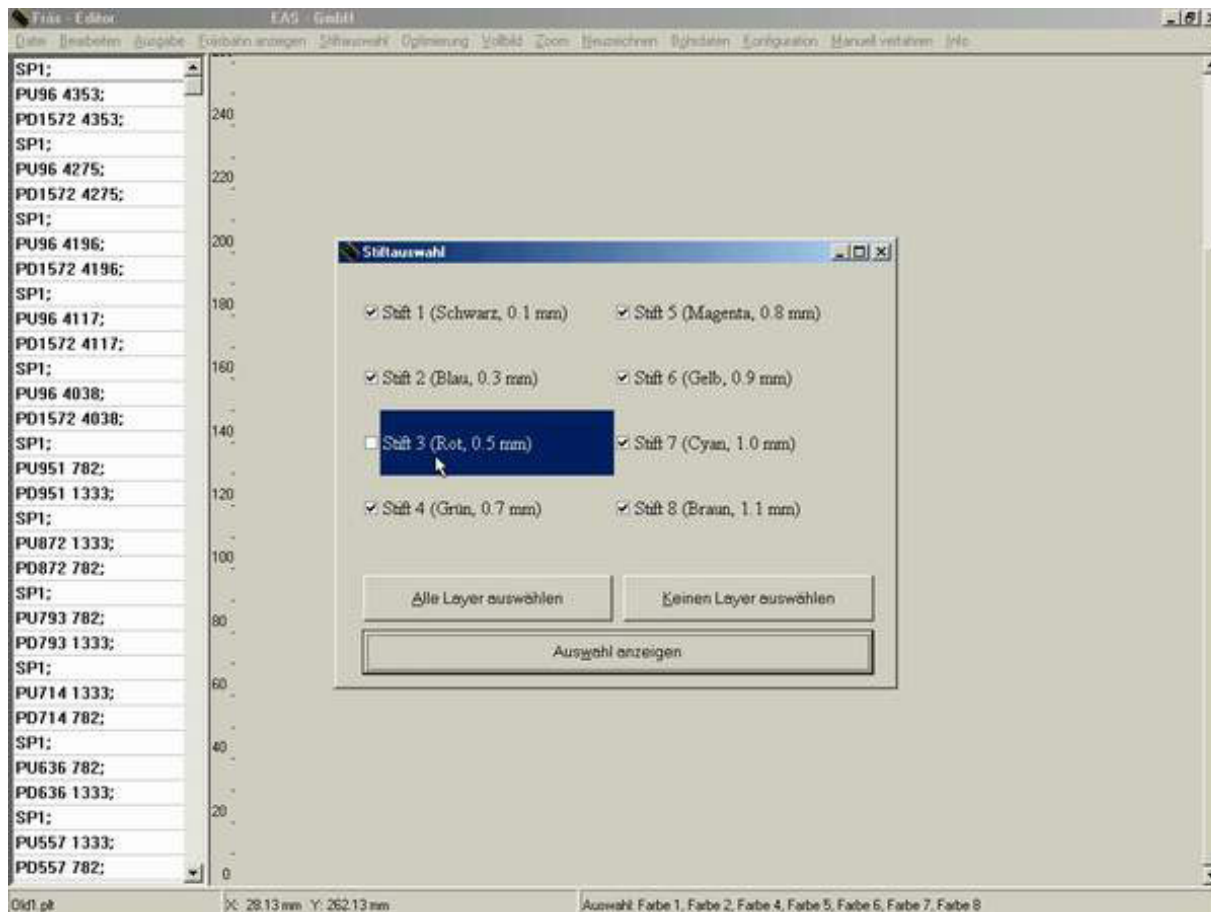 Fräs - Editor EAS - GmbH
Datei Bearbeiten Ausgabe Fräsbahn anzeigen Stiftauswahl Optimierung Vollbild Zoom Neuzeichnen Bohrdaten Konfiguration Manuell verfahren Info
SP1;
PU96 4353;
PD1572 4353;
SP1;
PU96 4275;
PD1572 4275;
SP1;
PU96 4196;
PD1572 4196;
SP1;
PU96 4117;
PD1572 4117;
SP1;
PU96 4038;
PD1572 4038;
SP1;
PU951 782;
PD951 1333;
SP1;
PU872 1333;
PD872 782;
SP1;
PU793 782;
PD793 1333;
SP1;
PU714 1333;
PD714 782;
SP1;
PU636 782;
PD636 1333;
SP1;
PU557 1333;
PD557 782;
240
220
200
180
160
140
120
100
80
60
40
20
0
Stiftauswahl
Stift 1 (Schwarz, 0.1 mm) Stift 5 (Magenta, 0.8 mm)
Stift 2 (Blau, 0.3 mm) Stift 6 (Gelb, 0.9 mm)
Stift 3 (Rot, 0.5 mm) Stift 7 (Cyan, 1.0 mm)
Stift 4 (Grün, 0.7 mm) Stift 8 (Braun, 1.1 mm)
Alle Layer auswählen Keinen Layer auswählen
Auswahl anzeigen
Old1.plt X: 28.13 mm Y: 262.13 mm Auswahl: Farbe 1, Farbe 2, Farbe 4, Farbe 5, Farbe 6, Farbe 7, Farbe 8